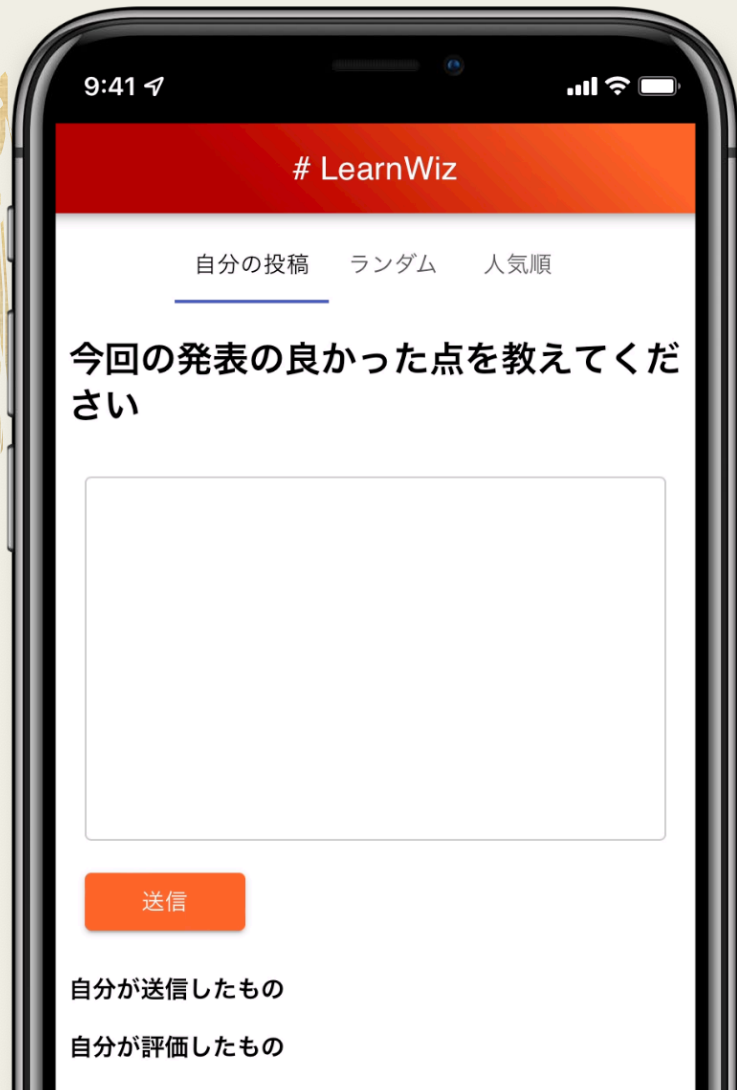 9:41
# LearnWiz
自分の投稿 ランダム 人気順
今回の発表の良かった点を教えてくだ
さい
送信
自分が送信したもの
自分が評価したもの